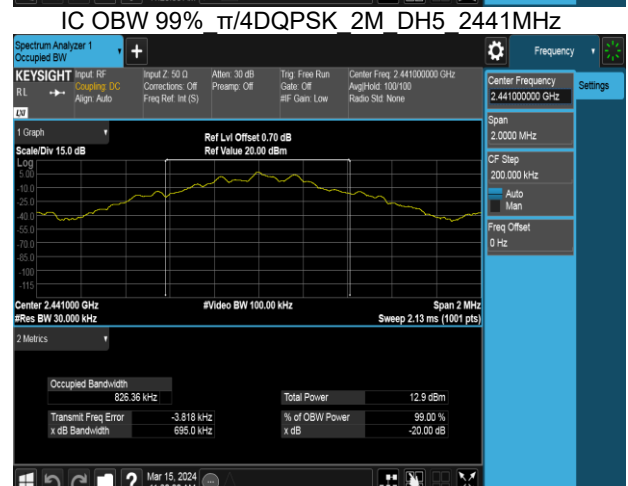 IC OBW 99%_π/4DQPSK_2M_DH5_2441MHz
Spectrum Analyzer 1
Occupied BW
Frequency
KEYSIGHT Input: RF Input Z: 50 Ω Atten: 30 dB Trig: Free Run Center Freq: 2.441000000 GHz
RL Coupling: DC Corrections: Off Preamp: Off Gate: Off Avg|Hold: 100/100
Align: Auto Freq Ref: Int (S) #IF Gain: Low Radio Std: None
LXI
Center Frequency
2.441000000 GHz
Settings
Span
2.0000 MHz
CF Step
200.000 kHz
Auto
Man
Freq Offset
0 Hz
1 Graph
Scale/Div 15.0 dB
Ref Lvl Offset 0.70 dB
Ref Value 20.00 dBm
Log
5.00
-10.0
-25.0
-40.0
-55.0
-70.0
-85.0
-100
-115
Center 2.441000 GHz #Video BW 100.00 kHz Span 2 MHz
#Res BW 30.000 kHz Sweep 2.13 ms (1001 pts)
2 Metrics
Occupied Bandwidth
826.36 kHz
Total Power 12.9 dBm
Transmit Freq Error -3.818 kHz % of OBW Power 99.00 %
x dB Bandwidth 695.0 kHz x dB -20.00 dB
Mar 15, 2024